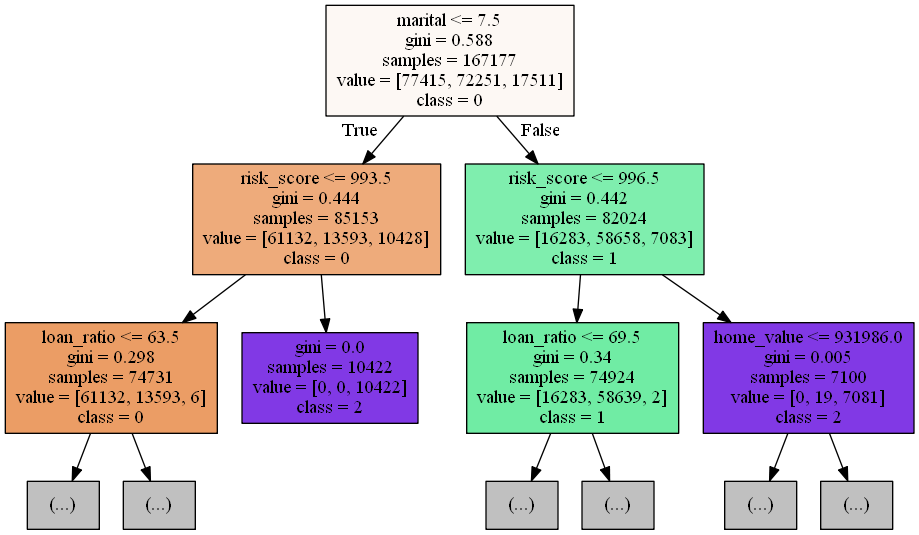 marital <= 7.5
gini = 0.588
samples = 167177
value = [77415, 72251, 17511]
class = 0
True
False
risk_score <= 993.5
gini = 0.444
samples = 85153
value = [61132, 13593, 10428]
class = 0
risk_score <= 996.5
gini = 0.442
samples = 82024
value = [16283, 58658, 7083]
class = 1
loan_ratio <= 63.5
gini = 0.298
samples = 74731
value = [61132, 13593, 6]
class = 0
gini = 0.0
samples = 10422
value = [0, 0, 10422]
class = 2
loan_ratio <= 69.5
gini = 0.34
samples = 74924
value = [16283, 58639, 2]
class = 1
home_value <= 931986.0
gini = 0.005
samples = 7100
value = [0, 19, 7081]
class = 2
(...)
(...)
(...)
(...)
(...)
(...)